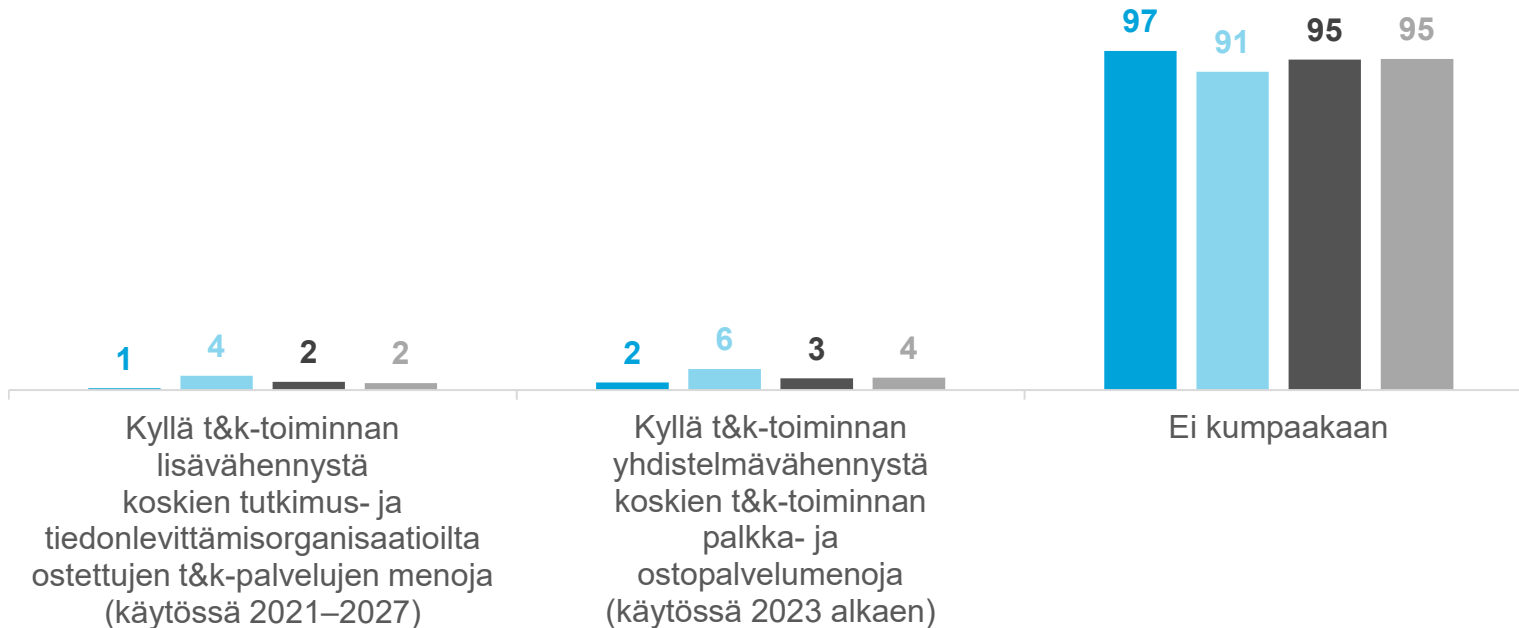 97
91
95
95
1
4
2
2
2
6
3
4
Kyllä t&k-toiminnan
lisävähennystä
koskien tutkimus- ja
tiedonlevittämisorganisaatioilta
ostettujen t&k-palvelujen menoja
(käytössä 2021–2027)
Kyllä t&k-toiminnan
yhdistelmävähennystä
koskien t&k-toiminnan
palkka- ja
ostopalvelumenoja
(käytössä 2023 alkaen)
Ei kumpaakaan